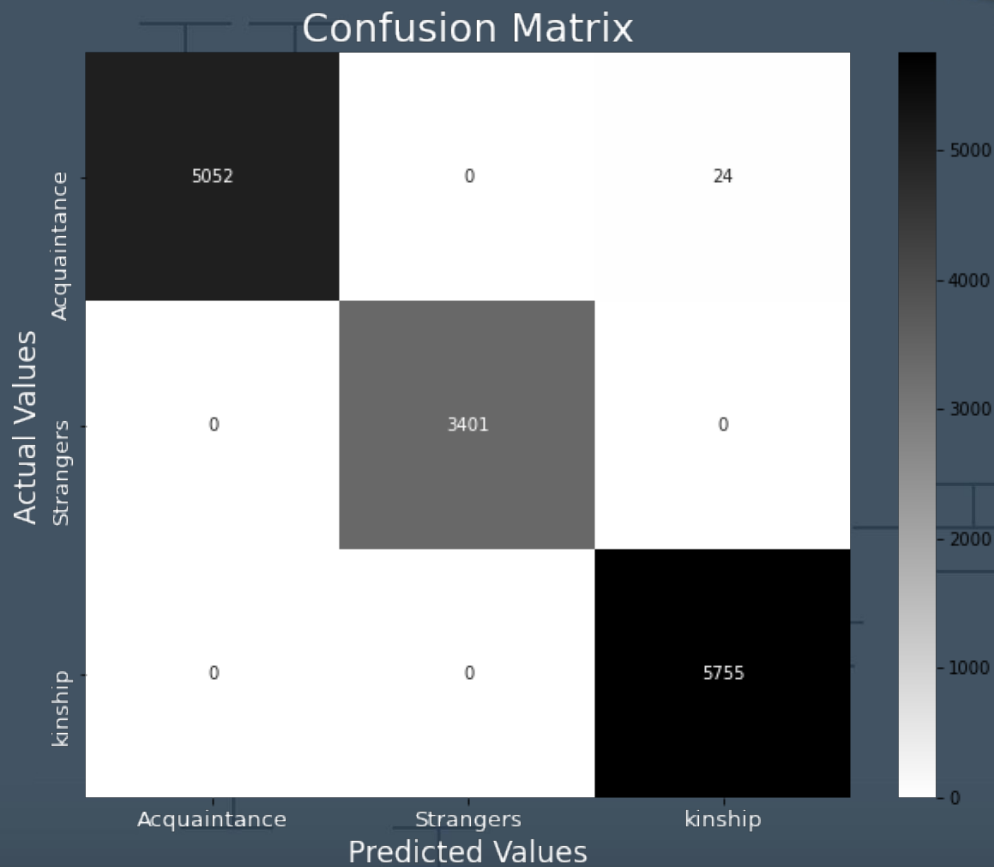 Confusion Matrix
5052 0 24
0 3401 0
0 0 5755
Acquaintance
Strangers
kinship
Actual Values
Acquaintance Strangers kinship
Predicted Values
5000
4000
3000
2000
1000
0